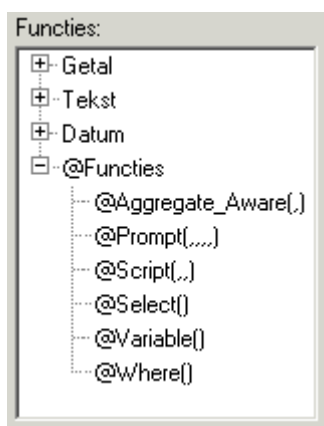 Functies:
Getal
Tekst
Datum
@Functies
@Aggregate_Aware(,)
@Prompt(,,,,)
@Script(,,)
@Select()
@Variable()
@Where()